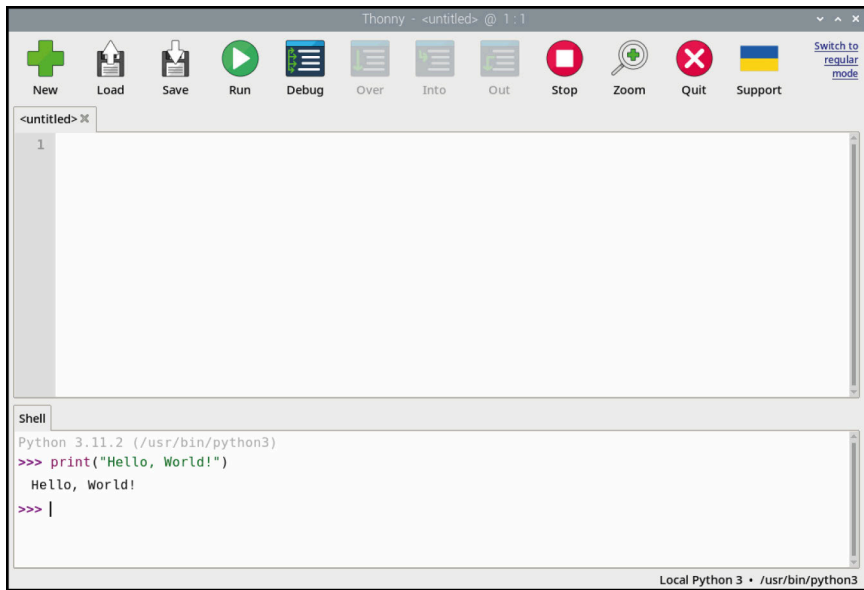 Thonny - <untitled> @ 1:1
New Load Save Run Debug Over Into Out Stop Zoom Quit Support
Switch to
regular
mode
<untitled>
1
Shell
Python 3.11.2 (/usr/bin/python3)
>>> print("Hello, World!")
Hello, World!
>>>
Local Python 3 • /usr/bin/python3